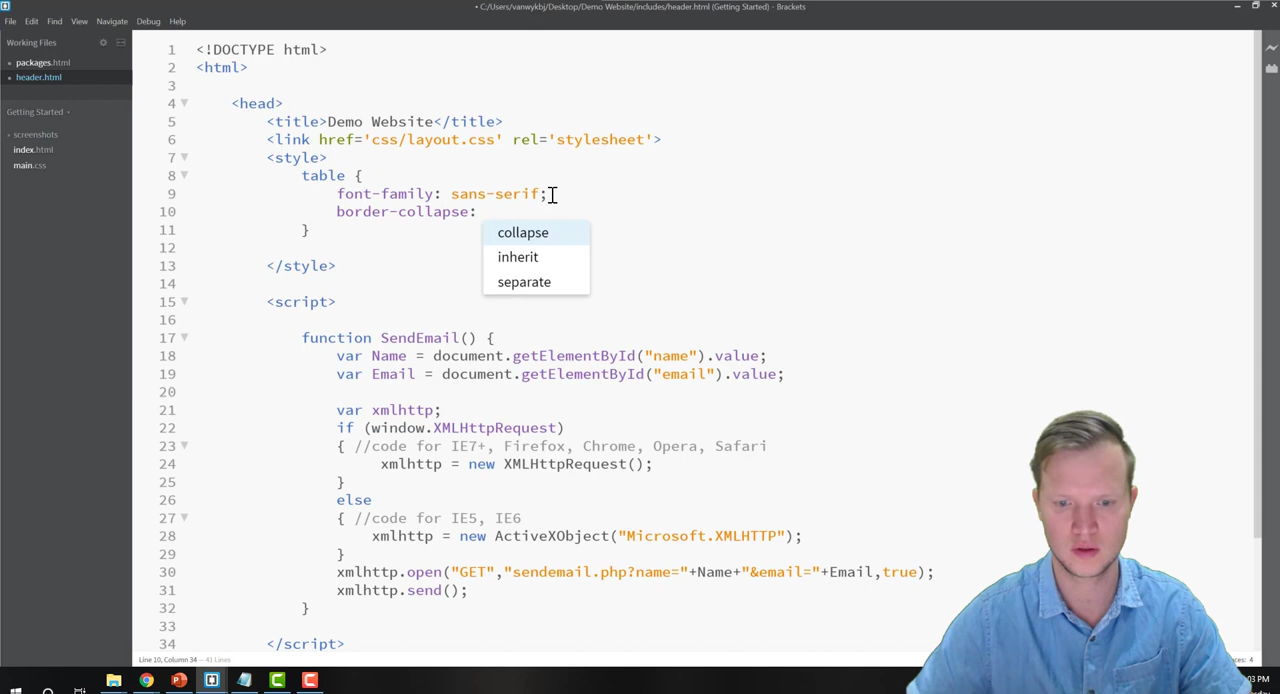 • C:/Users/vanwykbj/Desktop/Demo Website/includes/header.html (Getting Started) - Brackets
File Edit Find View Navigate Debug Help
Working Files
packages.html
header.html
Getting Started
screenshots
index.html
main.css
1 <!DOCTYPE html>
2 <html>
3
4 <head>
5 <title>Demo Website</title>
6 <link href='css/layout.css' rel='stylesheet'>
7 <style>
8 table {
9 font-family: sans-serif;
10 border-collapse:
11 }
12
13 </style>
14
15 <script>
16
17 function SendEmail() {
18 var Name = document.getElementById("name").value;
19 var Email = document.getElementById("email").value;
20
21 var xmlhttp;
22 if (window.XMLHttpRequest)
23 { //code for IE7+, Firefox, Chrome, Opera, Safari
24 xmlhttp = new XMLHttpRequest();
25 }
26 else
27 { //code for IE5, IE6
28 xmlhttp = new ActiveXObject("Microsoft.XMLHTTP");
29 }
30 xmlhttp.open("GET","sendemail.php?name="+Name+"&email="+Email,true);
31 xmlhttp.send();
32 }
33
34 </script>
collapse
inherit
separate
Line 10, Column 34 — 41 Lines